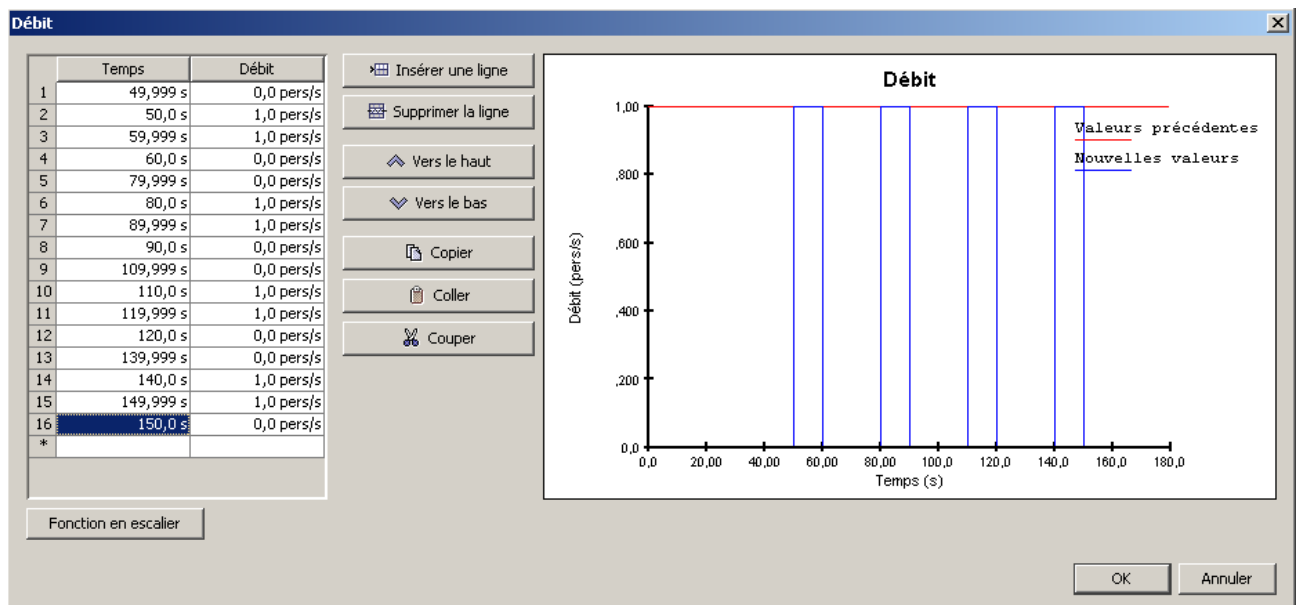 Débit
Temps Débit
1 49,999 s 0,0 pers/s
2 50,0 s 1,0 pers/s
3 59,999 s 1,0 pers/s
4 60,0 s 0,0 pers/s
5 79,999 s 0,0 pers/s
6 80,0 s 1,0 pers/s
7 89,999 s 1,0 pers/s
8 90,0 s 0,0 pers/s
9 109,999 s 0,0 pers/s
10 110,0 s 1,0 pers/s
11 119,999 s 1,0 pers/s
12 120,0 s 0,0 pers/s
13 139,999 s 0,0 pers/s
14 140,0 s 1,0 pers/s
15 149,999 s 1,0 pers/s
16 150,0 s 0,0 pers/s
*
Fonction en escalier
Insérer une ligne
Supprimer la ligne
Vers le haut
Vers le bas
Copier
Coller
Couper
Débit
Valeurs précédentes
Nouvelles valeurs
Débit (pers/s)
1,00
,800
,600
,400
,200
0,0
0,0 20,00 40,00 60,00 80,00 100,0 120,0 140,0 160,0 180,0
Temps (s)
OK Annuler